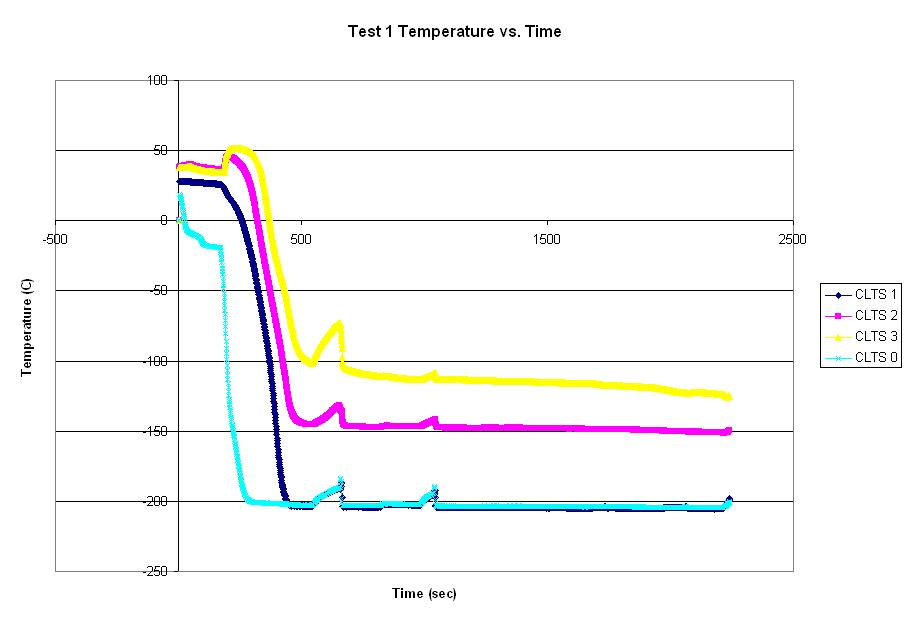 Test 1 Temperature vs. Time
100
50
0
-50
-100
-150
-200
-250
-500
500
1500
2500
Temperature (C)
Time (sec)
CLTS 1
CLTS 2
CLTS 3
CLTS 0